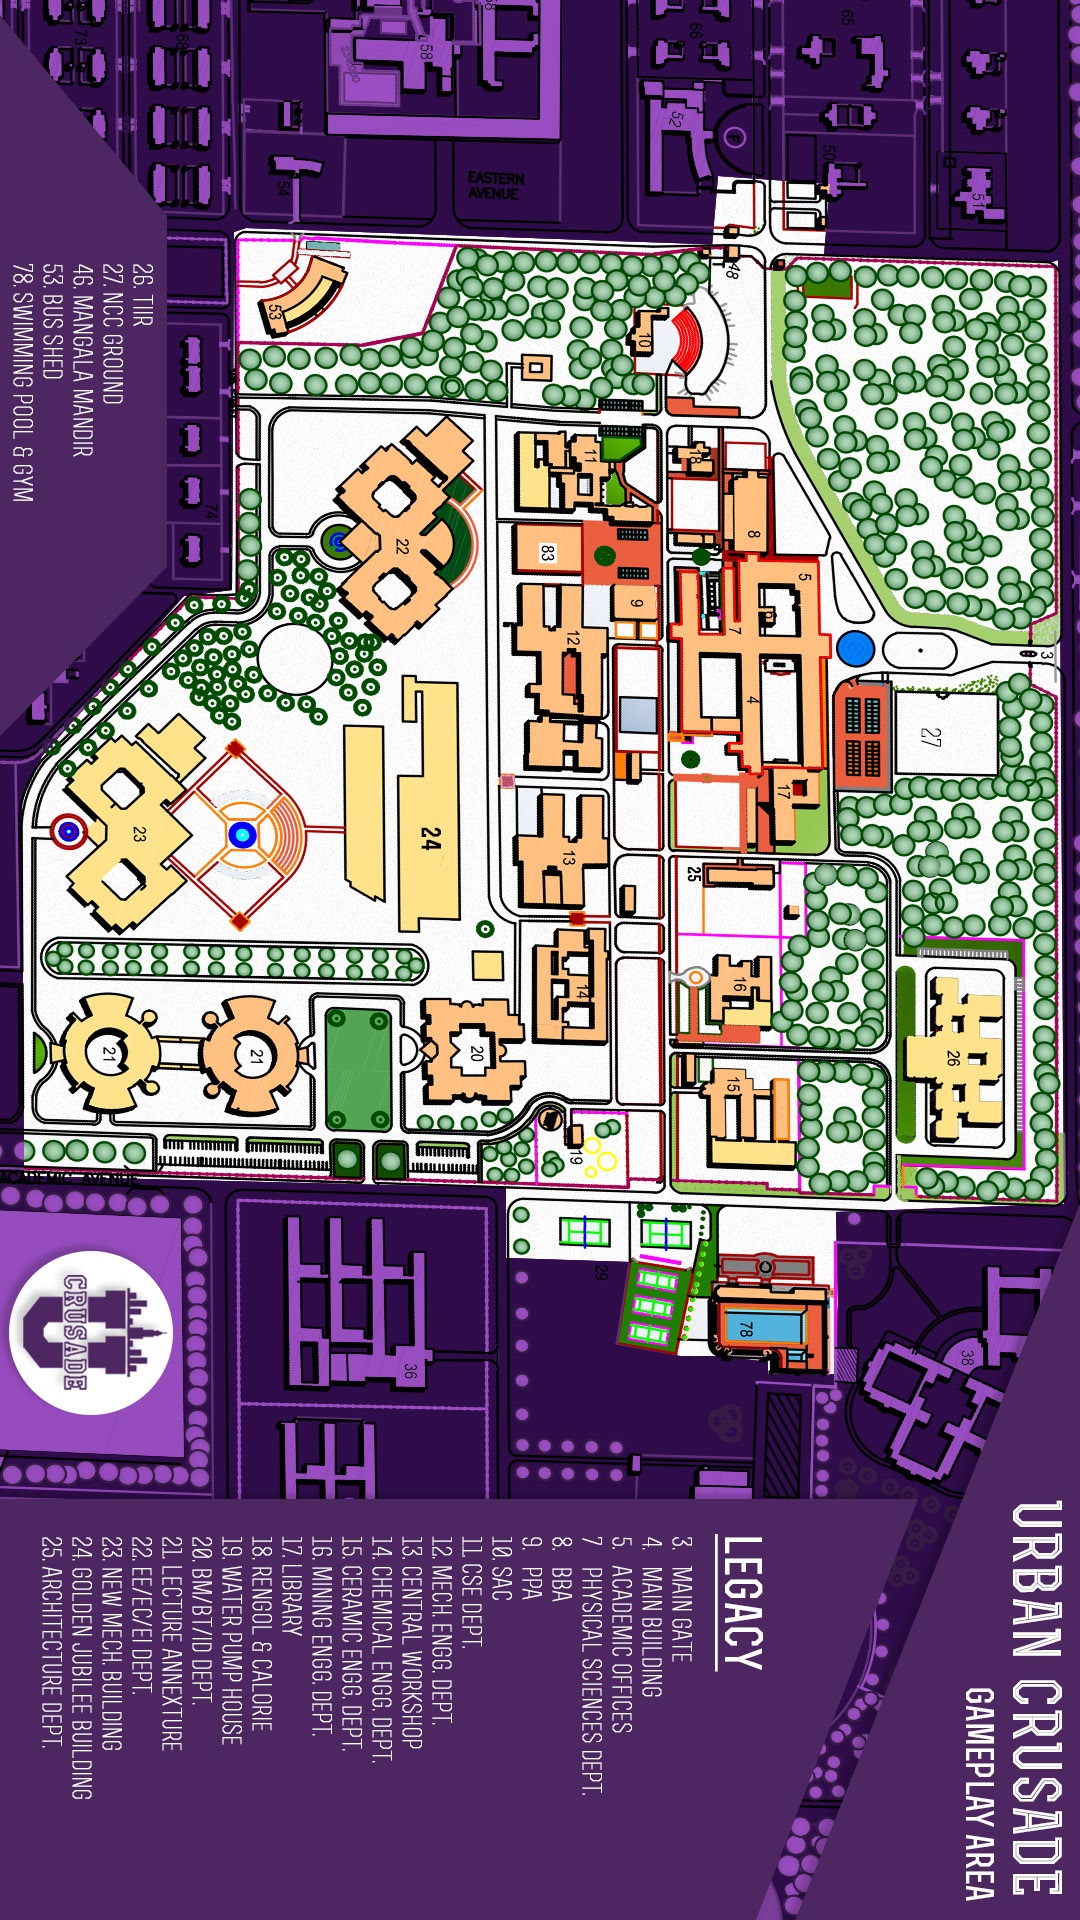 URBAN CRUSADE
GAMEPLAY AREA
LEGACY
3. MAIN GATE
4. MAIN BUILDING
5. ACADEMIC OFFICES
7 PHYSICAL SCIENCES DEPT.
8. BBA
9. PPA
10. SAC
11. CSE DEPT.
12. MECH. ENGG. DEPT.
13. CENTRAL WORKSHOP
14. CHEMICAL ENGG. DEPT.
15. CERAMIC ENGG. DEPT.
16. MINING ENGG. DEPT.
17. LIBRARY
18. RENGOL & CALORIE
19. WATER PUMP HOUSE
20. BM/BT/ID DEPT.
21. LECTURE ANNEXTURE
22. EE/EC/EI DEPT.
23. NEW MECH. BUILDING
24. GOLDEN JUBILEE BUILDING
25. ARCHITECTURE DEPT.
26. TIIR
27. NCC GROUND
46. MANGALA MANDIR
53. BUS SHED
78. SWIMMING POOL & GYM
EASTERN
AVENUE
ACADEMIC AVENUE
CRUSADE
65
66
58
52
F
50
51
54
48
53
10
11
18
8
5
83
9
7
22
12
4
3
27
17
74
24
23
13
25
14
16
26
21
21
20
15
19
29
78
36
38